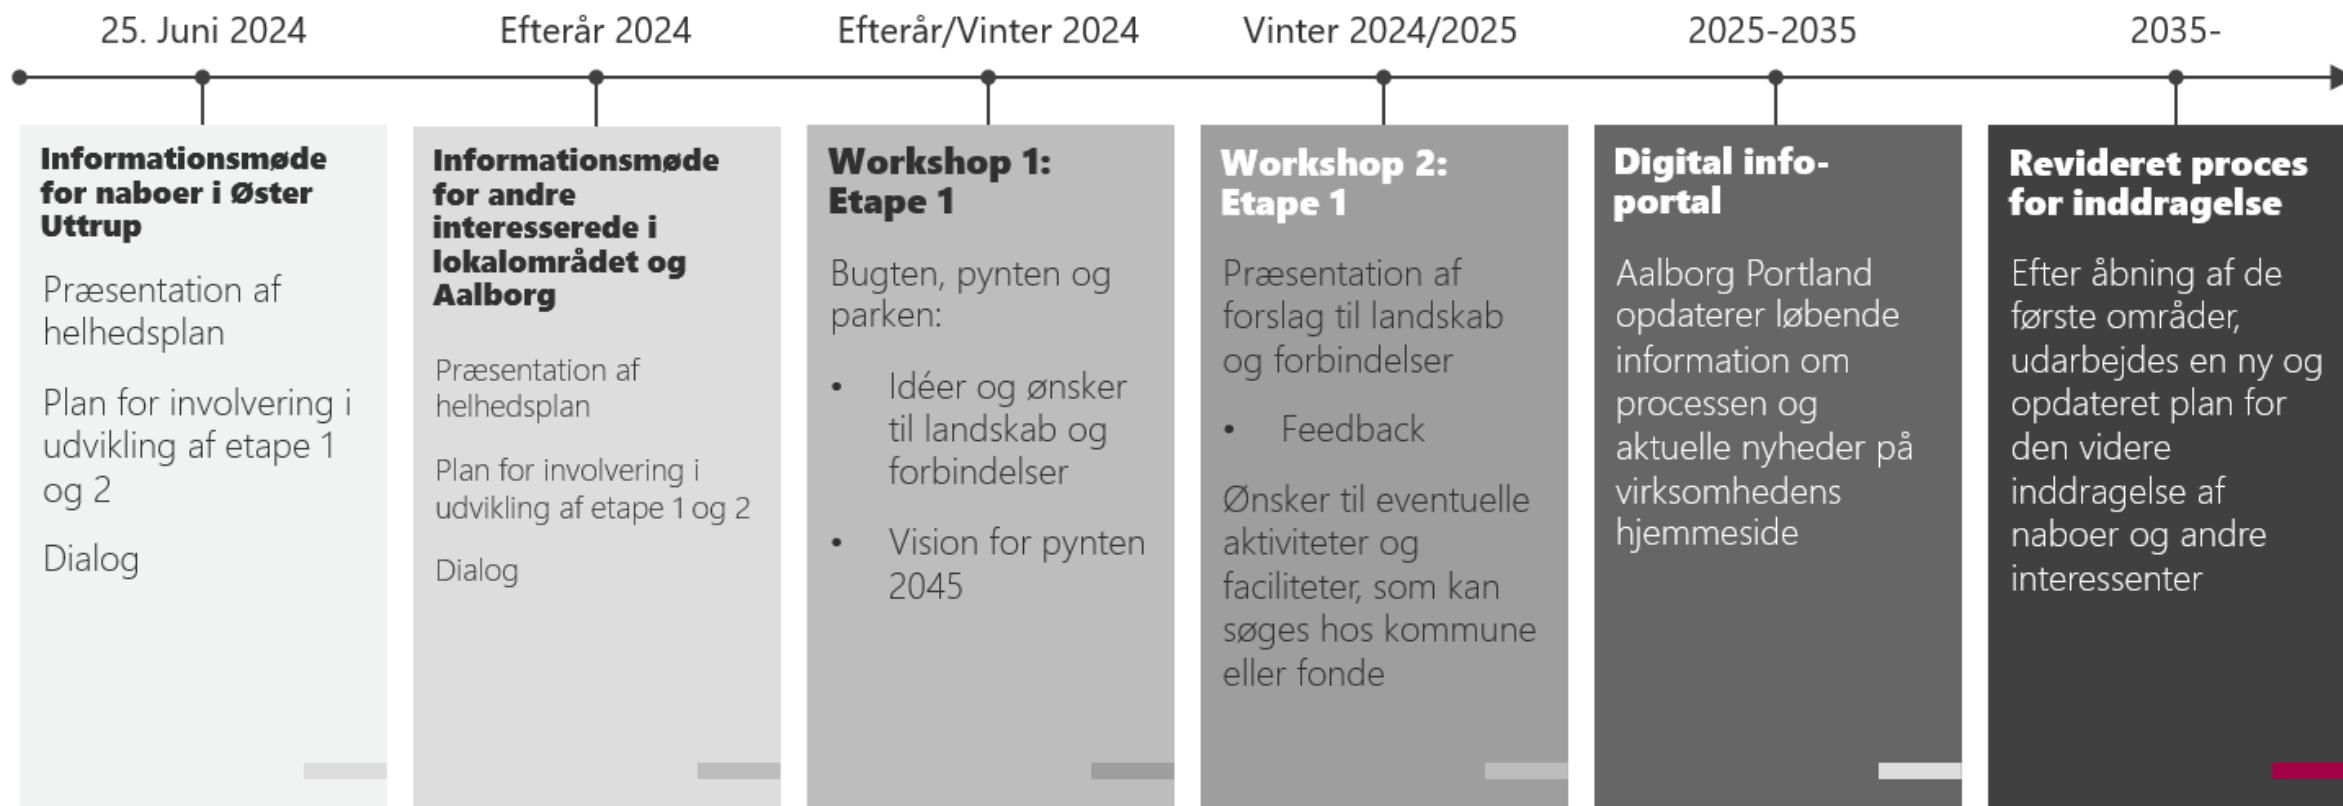 25. Juni 2024
Efterår 2024
Efterår/Vinter 2024
Vinter 2024/2025
2025-2035
2035-
Informationsmøde
for naboer i Øster
Uttrup
Præsentation af
helhedsplan
Plan for involvering i
udvikling af etape 1
og 2
Dialog
Informationsmøde
for andre
interesserede i
lokalområdet og
Aalborg
Præsentation af
helhedsplan
Plan for involvering i
udvikling af etape 1 og 2
Dialog
Workshop 1:
Etape 1
Bugten, pynten og
parken:
• Idéer og ønsker
til landskab og
forbindelser
• Vision for pynten
2045
Workshop 2:
Etape 1
Præsentation af
forslag til landskab
og forbindelser
• Feedback
Ønsker til eventuelle
aktiviteter og
faciliteter, som kan
søges hos kommune
eller fonde
Digital info-
portal
Aalborg Portland
opdaterer løbende
information om
processen og
aktuelle nyheder på
virksomhedens
hjemmeside
Revideret proces
for inddragelse
Efter åbning af de
første områder,
udarbejdes en ny og
opdateret plan for
den videre
inddragelse af
naboer og andre
interessenter